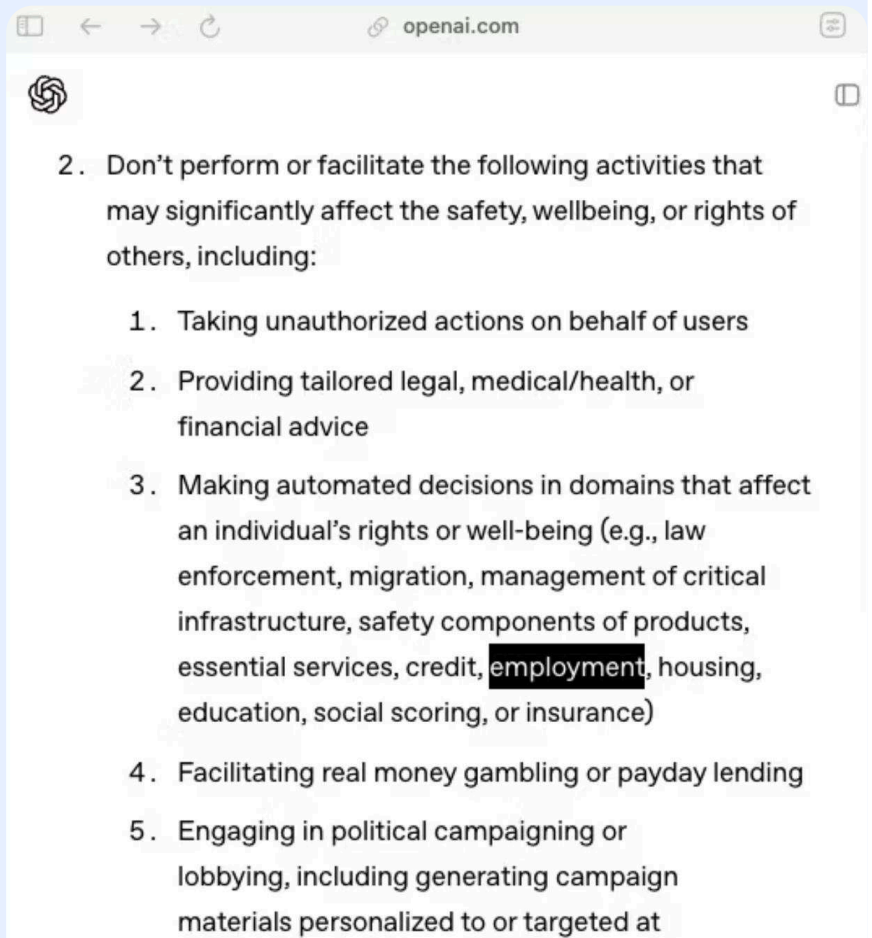 openai.com
2. Don’t perform or facilitate the following activities that
may significantly affect the safety, wellbeing, or rights of
others, including:
1. Taking unauthorized actions on behalf of users
2. Providing tailored legal, medical/health, or
financial advice
3. Making automated decisions in domains that affect
an individual’s rights or well-being (e.g., law
enforcement, migration, management of critical
infrastructure, safety components of products,
essential services, credit, employment, housing,
education, social scoring, or insurance)
4. Facilitating real money gambling or payday lending
5. Engaging in political campaigning or
lobbying, including generating campaign
materials personalized to or targeted at